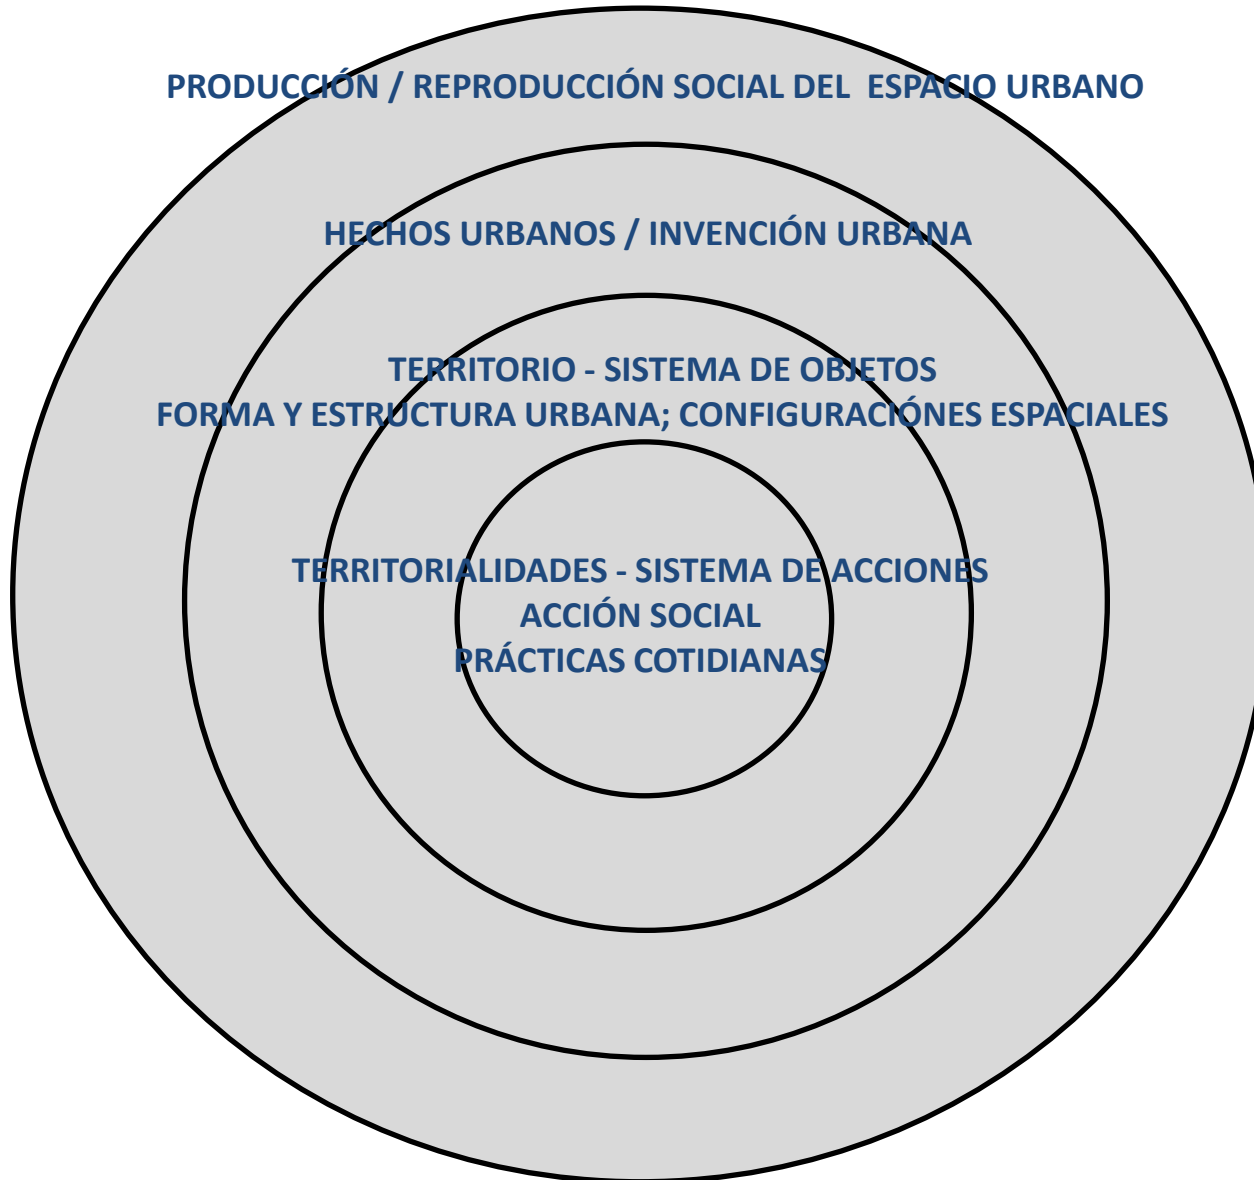 PRODUCCIÓN / REPRODUCCIÓN SOCIAL DEL  ESPACIO URBANO
HECHOS URBANOS / INVENCIÓN URBANA
TERRITORIO - SISTEMA DE OBJETOS
FORMA Y ESTRUCTURA URBANA; CONFIGURACIÓNES ESPACIALES
TERRITORIALIDADES - SISTEMA DE ACCIONES
ACCIÓN SOCIAL
PRÁCTICAS COTIDIANAS